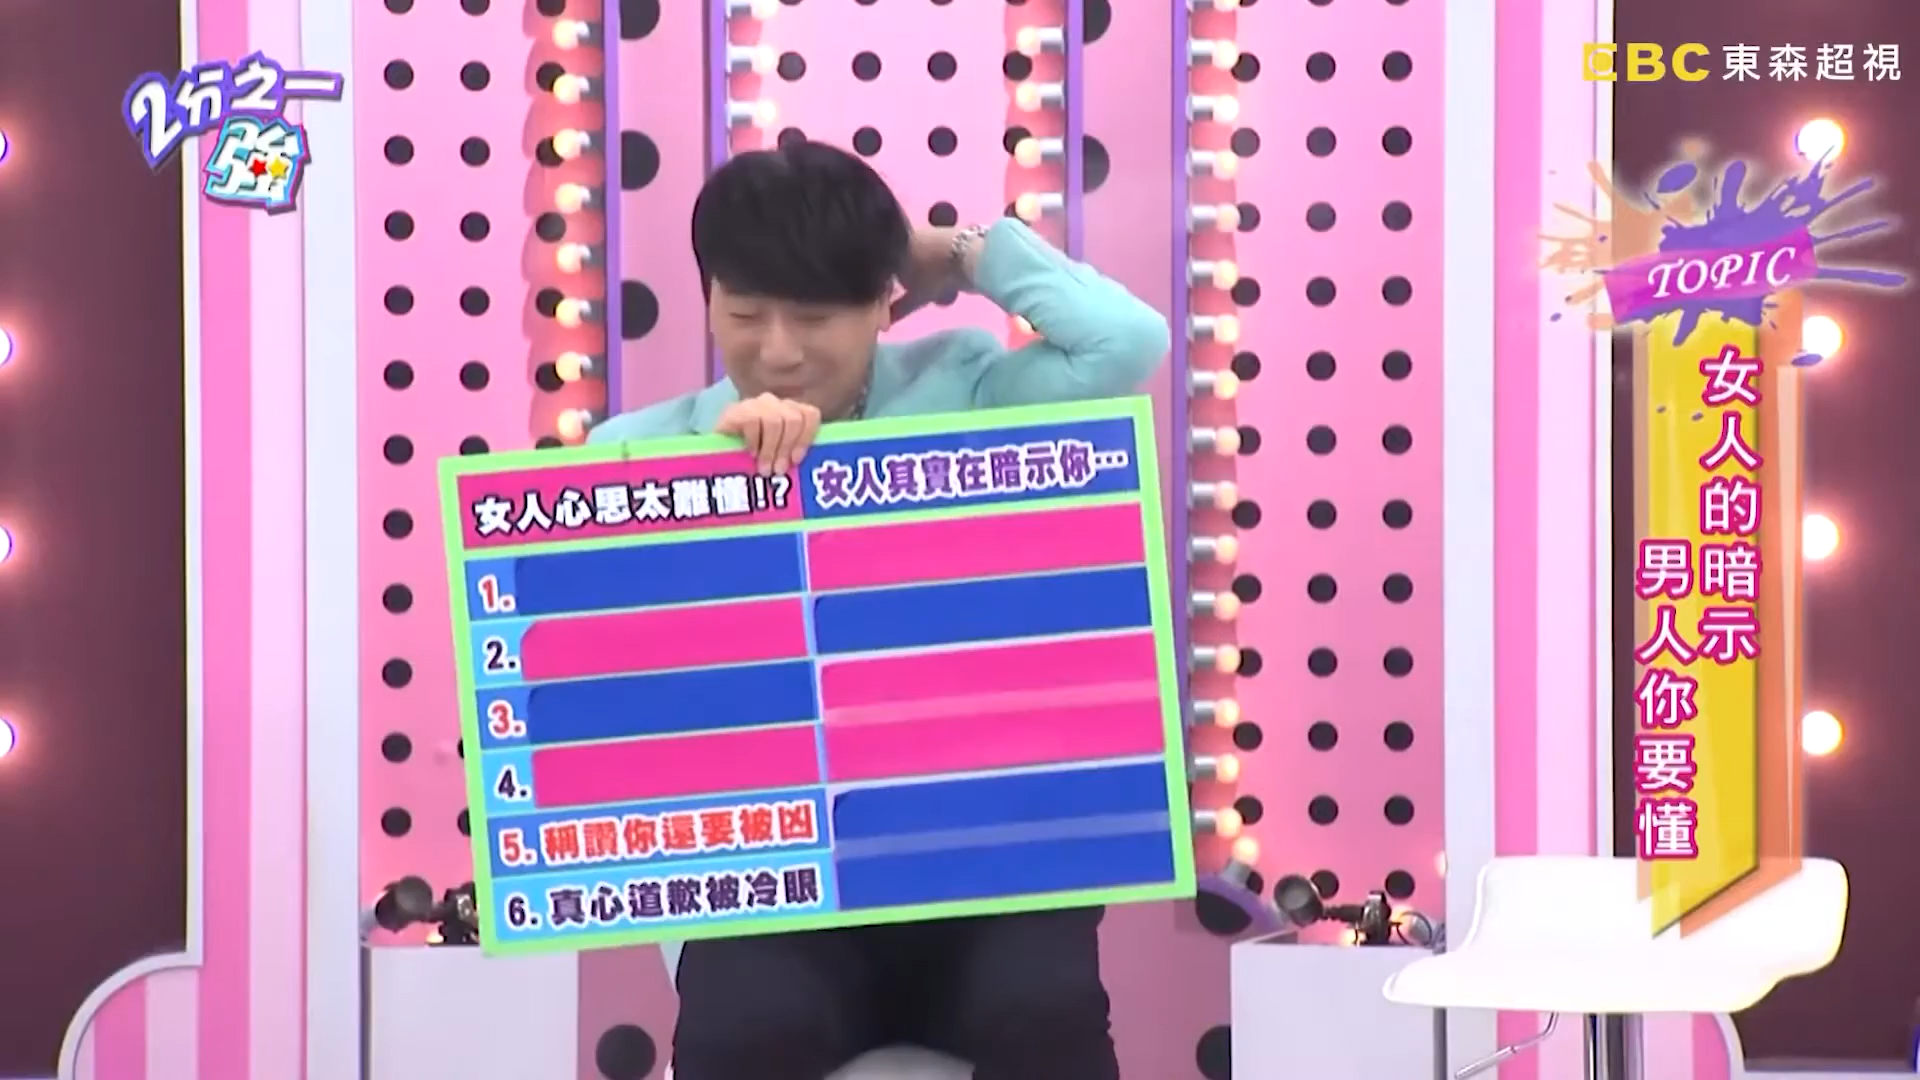 2分之一
強
EBC 東森超視
TOPIC
女人的暗示
男人你要懂
女人心思太難懂!?
女人其實在暗示你…
1.
2.
3.
4.
5. 稱讚你還要被凶
6. 真心道歉被冷眼